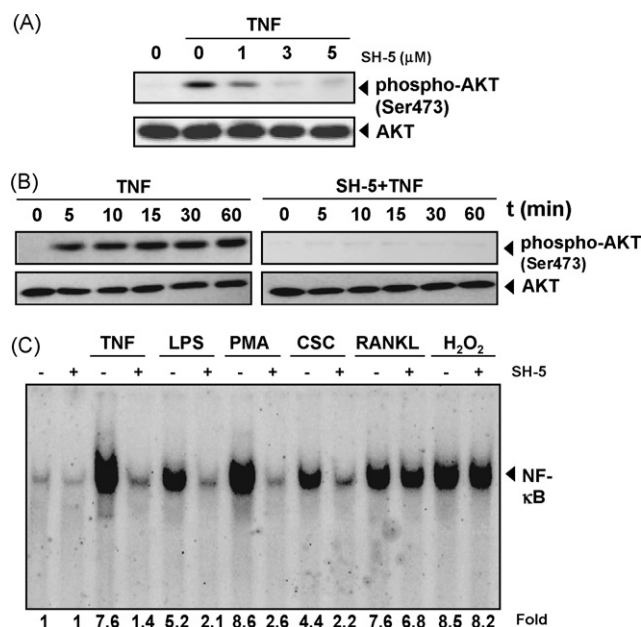 (A)
TNF
0 0 1 3 5 SH-5 (μM)
phospho-AKT
(Ser473)
AKT
(B)
TNF SH-5+TNF
0 5 10 15 30 60 0 5 10 15 30 60 t (min)
phospho-AKT
(Ser473)
AKT
(C)
TNF LPS PMA CSC RANKL H₂O₂
- + - + - + - + - + - + - + SH-5
NF-
κB
1 1 7.6 1.4 5.2 2.1 8.6 2.6 4.4 2.2 7.6 6.8 8.5 8.2 Fold